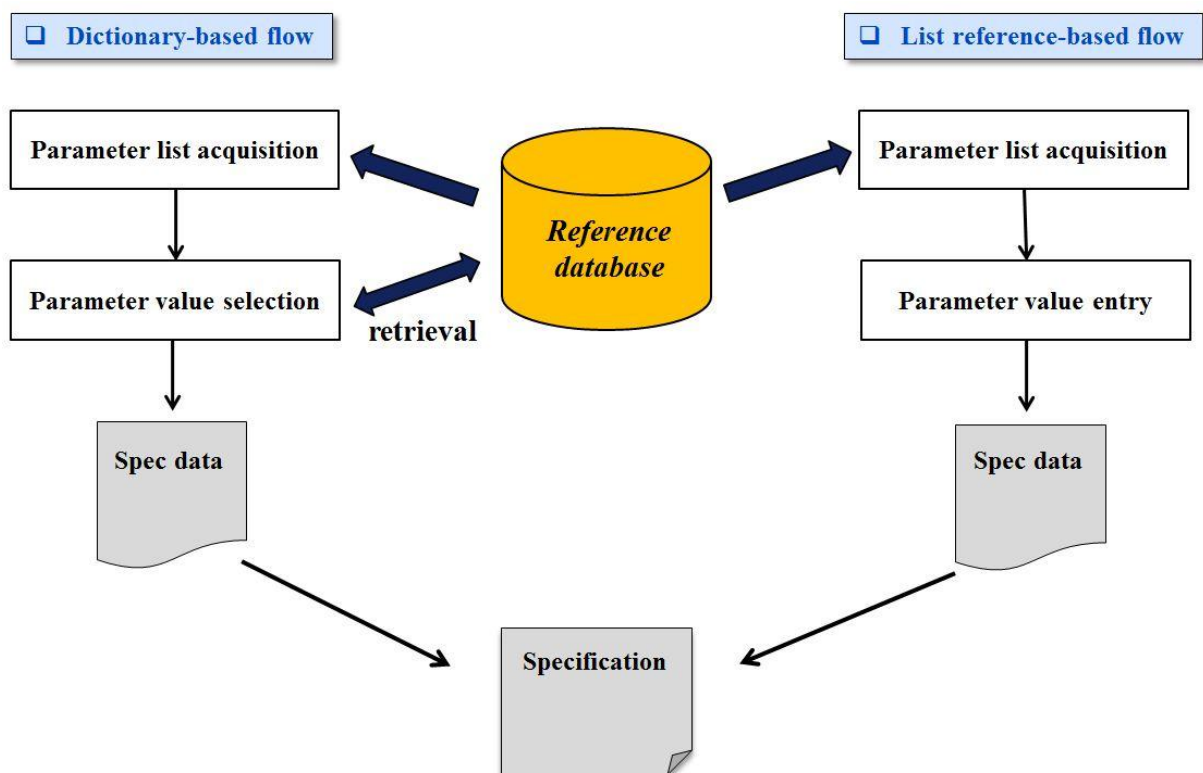 ❑ Dictionary-based flow
❑ List reference-based flow
Parameter list acquisition
Parameter list acquisition
Reference
database
Parameter value selection
Parameter value entry
retrieval
Spec data
Spec data
Specification